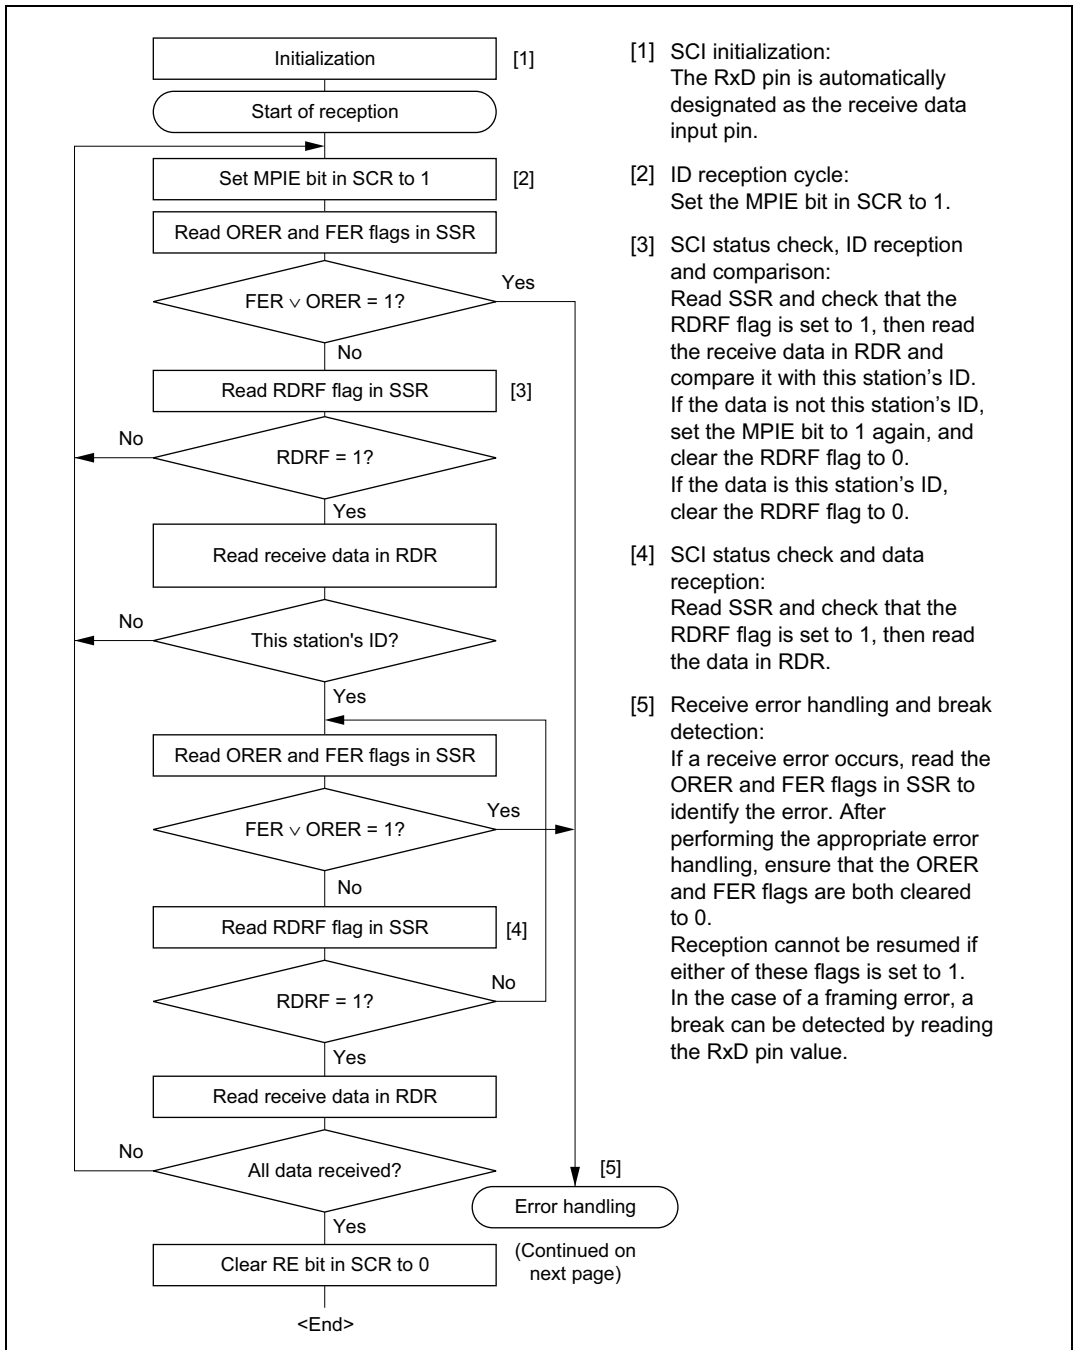 Initialization
[1]
Start of reception
Set MPIE bit in SCR to 1
[2]
Read ORER and FER flags in SSR
Yes
FER ∨ ORER = 1?
No
Read RDRF flag in SSR
[3]
No
RDRF = 1?
Yes
Read receive data in RDR
No
This station's ID?
Yes
Read ORER and FER flags in SSR
Yes
FER ∨ ORER = 1?
No
Read RDRF flag in SSR
[4]
No
RDRF = 1?
Yes
Read receive data in RDR
No
All data received?
[5]
Error handling
Yes
(Continued on
next page)
Clear RE bit in SCR to 0
<End>
[1] SCI initialization:
The RxD pin is automatically
designated as the receive data
input pin.
[2] ID reception cycle:
Set the MPIE bit in SCR to 1.
[3] SCI status check, ID reception
and comparison:
Read SSR and check that the
RDRF flag is set to 1, then read
the receive data in RDR and
compare it with this station's ID.
If the data is not this station's ID,
set the MPIE bit to 1 again, and
clear the RDRF flag to 0.
If the data is this station's ID,
clear the RDRF flag to 0.
[4] SCI status check and data
reception:
Read SSR and check that the
RDRF flag is set to 1, then read
the data in RDR.
[5] Receive error handling and break
detection:
If a receive error occurs, read the
ORER and FER flags in SSR to
identify the error. After
performing the appropriate error
handling, ensure that the ORER
and FER flags are both cleared
to 0.
Reception cannot be resumed if
either of these flags is set to 1.
In the case of a framing error, a
break can be detected by reading
the RxD pin value.